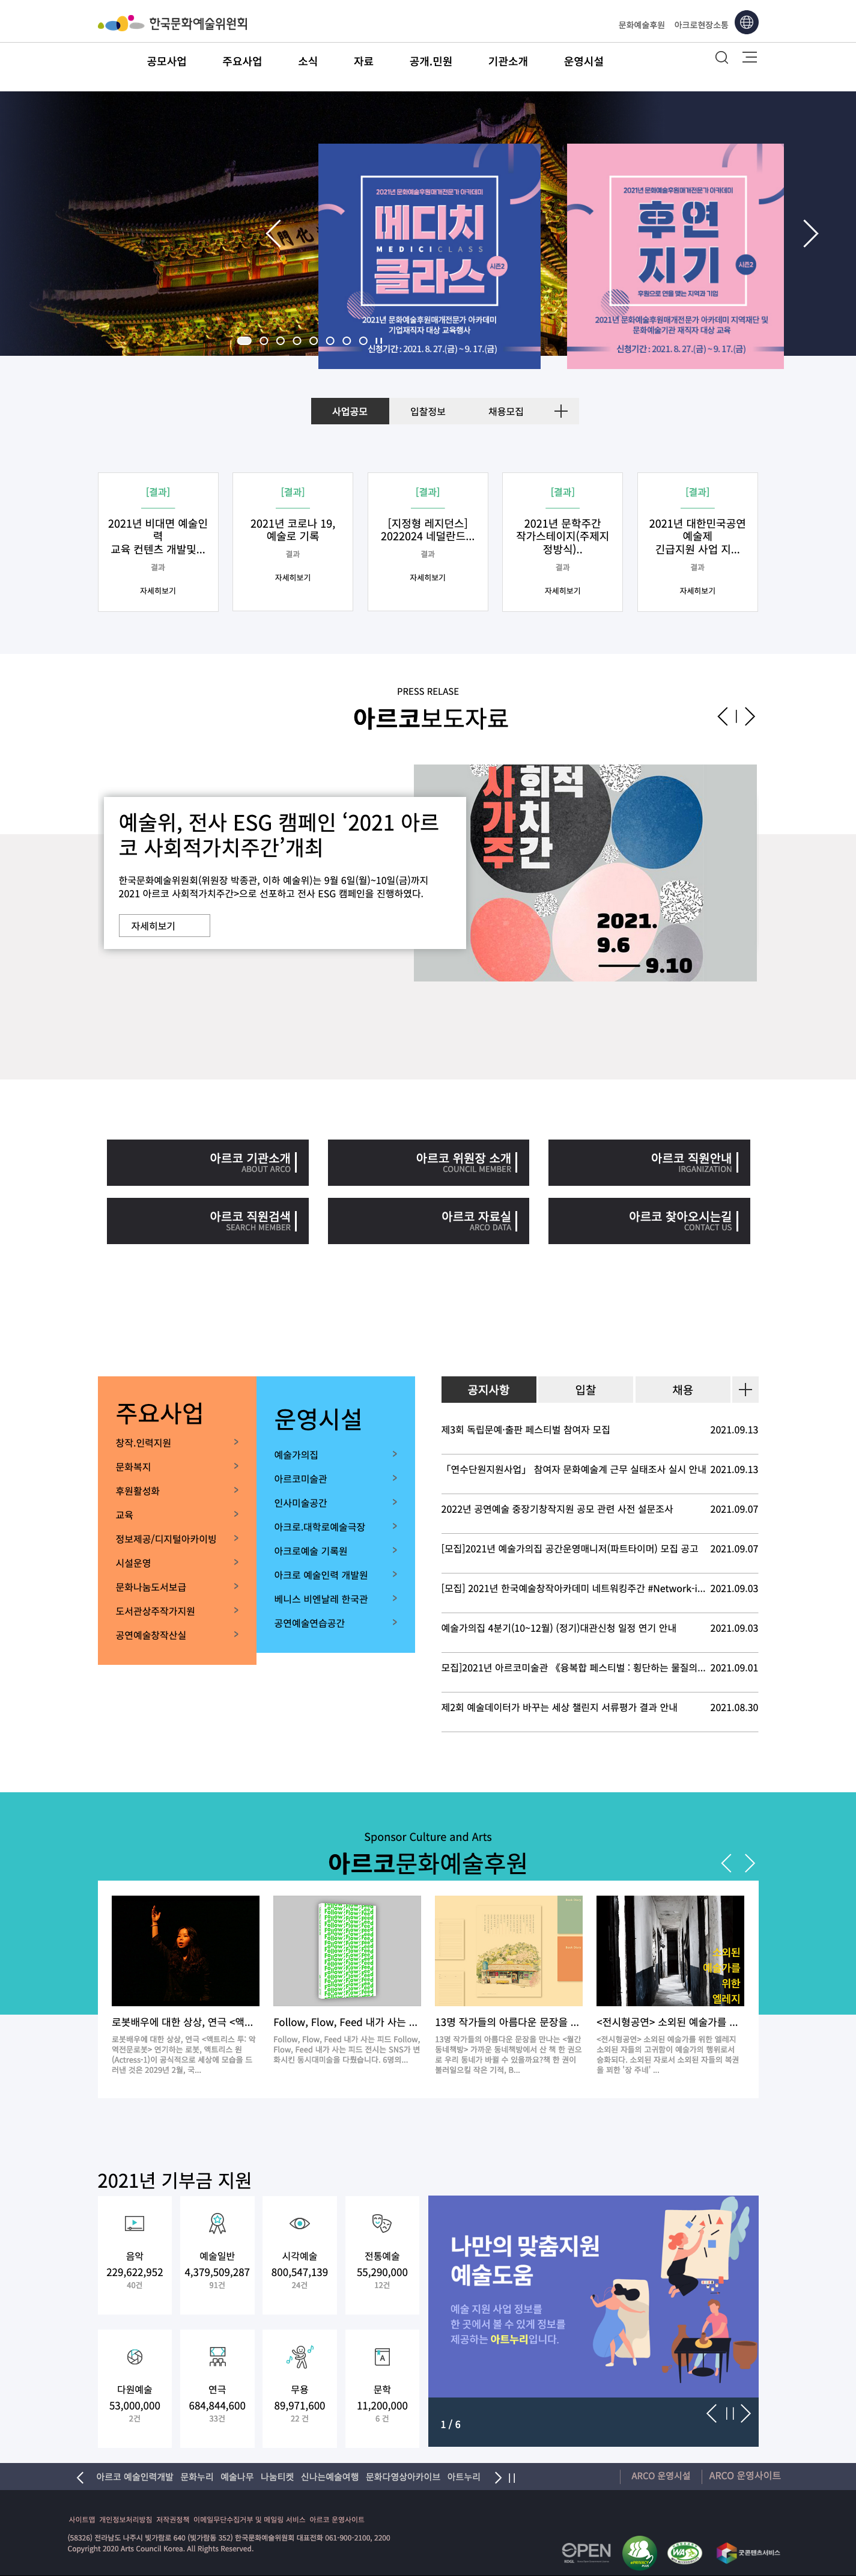 한국문화예술위원회
문화예술후원 아크로현장소통
공모사업 주요사업 소식 자료 공개.민원 기관소개 운영시설
2021년 문화예술후원매개전문가 아카데미
메디치
MEDICI CLASS
클라스
시즌2
2021년 문화예술후원매개전문가 아카데미
기업재직자 대상 교육행사
신청기간 : 2021. 8. 27.(금) ~ 9. 17.(금)
2021년 문화예술후원매개전문가 아카데미
후연
지기
시즌2
후원으로 연을 맺는 지역과 기업
2021년 문화예술후원매개전문가 아카데미 지역재단 및
문화예술기관 재직자 대상 교육
신청기간 : 2021. 8. 27.(금) ~ 9. 17.(금)
사업공모 입찰정보 채용모집
[결과]
2021년 비대면 예술인
력
교육 컨텐츠 개발및...
결과
자세히보기
[결과]
2021년 코로나 19,
예술로 기록
결과
자세히보기
[결과]
[지정형 레지던스]
2022024 네덜란드...
결과
자세히보기
[결과]
2021년 문학주간
작가스테이지(주제지
정방식)..
결과
자세히보기
[결과]
2021년 대한민국공연
예술제
긴급지원 사업 지...
결과
자세히보기
PRESS RELASE
아르코보도자료
예술위, 전사 ESG 캠페인 ‘2021 아르
코 사회적가치주간’개최
한국문화예술위원회(위원장 박종관, 이하 예술위)는 9월 6일(월)~10일(금)까지
2021 아르코 사회적가치주간>으로 선포하고 전사 ESG 캠페인을 진행하였다.
자세히보기
사회적
가치
주간
2021.
9.6
9.10
아르코 기관소개
ABOUT ARCO
아르코 위원장 소개
COUNCIL MEMBER
아르코 직원안내
IRGANIZATION
아르코 직원검색
SEARCH MEMBER
아르코 자료실
ARCO DATA
아르코 찾아오시는길
CONTACT US
주요사업
창작.인력지원
문화복지
후원활성화
교육
정보제공/디지털아카이빙
시설운영
문화나눔도서보급
도서관상주작가지원
공연예술창작산실
운영시설
예술가의집
아르코미술관
인사미술공간
아크로.대학로예술극장
아크로예술 기록원
아크로 예술인력 개발원
베니스 비엔날레 한국관
공연예술연습공간
공지사항 입찰 채용
제3회 독립문예·출판 페스티벌 참여자 모집 2021.09.13
「연수단원지원사업」 참여자 문화예술계 근무 실태조사 실시 안내 2021.09.13
2022년 공연예술 중장기창작지원 공모 관련 사전 설문조사 2021.09.07
[모집]2021년 예술가의집 공간운영매니저(파트타이머) 모집 공고 2021.09.07
[모집] 2021년 한국예술창작아카데미 네트워킹주간 #Network-i... 2021.09.03
예술가의집 4분기(10~12월) (정기)대관신청 일정 연기 안내 2021.09.03
모집]2021년 아르코미술관 《융복합 페스티벌 : 횡단하는 물질의... 2021.09.01
제2회 예술데이터가 바꾸는 세상 챌린지 서류평가 결과 안내 2021.08.30
Sponsor Culture and Arts
아르코문화예술후원
소외된
예술가를
위한
엘레지
로봇배우에 대한 상상, 연극 <액...
로봇배우에 대한 상상, 연극 <액트리스 투: 악
역전문로봇> 연기하는 로봇, 액트리스 원
(Actress-1)이 공식적으로 세상에 모습을 드
러낸 것은 2029년 2월, 국...
Follow, Flow, Feed 내가 사는 ...
Follow, Flow, Feed 내가 사는 피드 Follow,
Flow, Feed 내가 사는 피드 전시는 SNS가 변
화시킨 동시대미술을 다뤘습니다. 6명의...
13명 작가들의 아름다운 문장을 ...
13명 작가들의 아름다운 문장을 만나는 <월간
동네책방> 가까운 동네책방에서 산 책 한 권으
로 우리 동네가 바뀔 수 있을까요?책 한 권이
불러일으킬 작은 기적, B...
<전시형공연> 소외된 예술가를 ...
<전시형공연> 소외된 예술가를 위한 엘레지
소외된 자들의 고귀함이 예술가의 행위로서
승화되다. 소외된 자로서 소외된 자들의 복권
을 꾀한 '장 주네' ...
2021년 기부금 지원
음악
229,622,952
40건
예술일반
4,379,509,287
91건
시각예술
800,547,139
24건
전통예술
55,290,000
12건
다원예술
53,000,000
2건
연극
684,844,600
33건
무용
89,971,600
22 건
문학
11,200,000
6 건
나만의 맞춤지원
예술도움
예술 지원 사업 정보를
한 곳에서 볼 수 있게 정보를
제공하는 아트누리입니다.
1 / 6
아르코 예술인력개발 문화누리 예술나무 나눔티켓 신나는예술여행 문화다영상아카이브 아트누리
ARCO 운영시설 ARCO 운영사이트
사이트맵 개인정보처리방침 저작권정책 이메일무단수집거부 및 메일링 서비스 아르코 운영사이트
(58326) 전라남도 나주시 빛가람로 640 (빛가람동 352) 한국문화예술위원회 대표전화 061-900-2100, 2200
Copyright 2020 Arts Council Korea. All Rights Reserved.
OPEN
WA
굿콘텐츠서비스